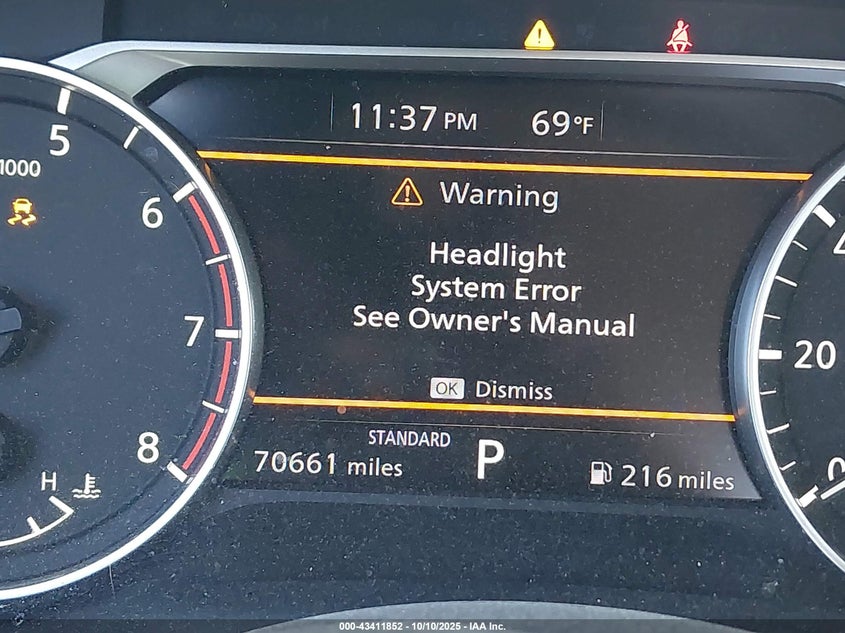 11:37 PM 69°F
5
1000
Warning
6
Headlight
System Error
See Owner's Manual
7
20
OK Dismiss
STANDARD
8
70661 miles P 216 miles
H
0
000-43411852 - 10/10/2025 - IAA Inc.